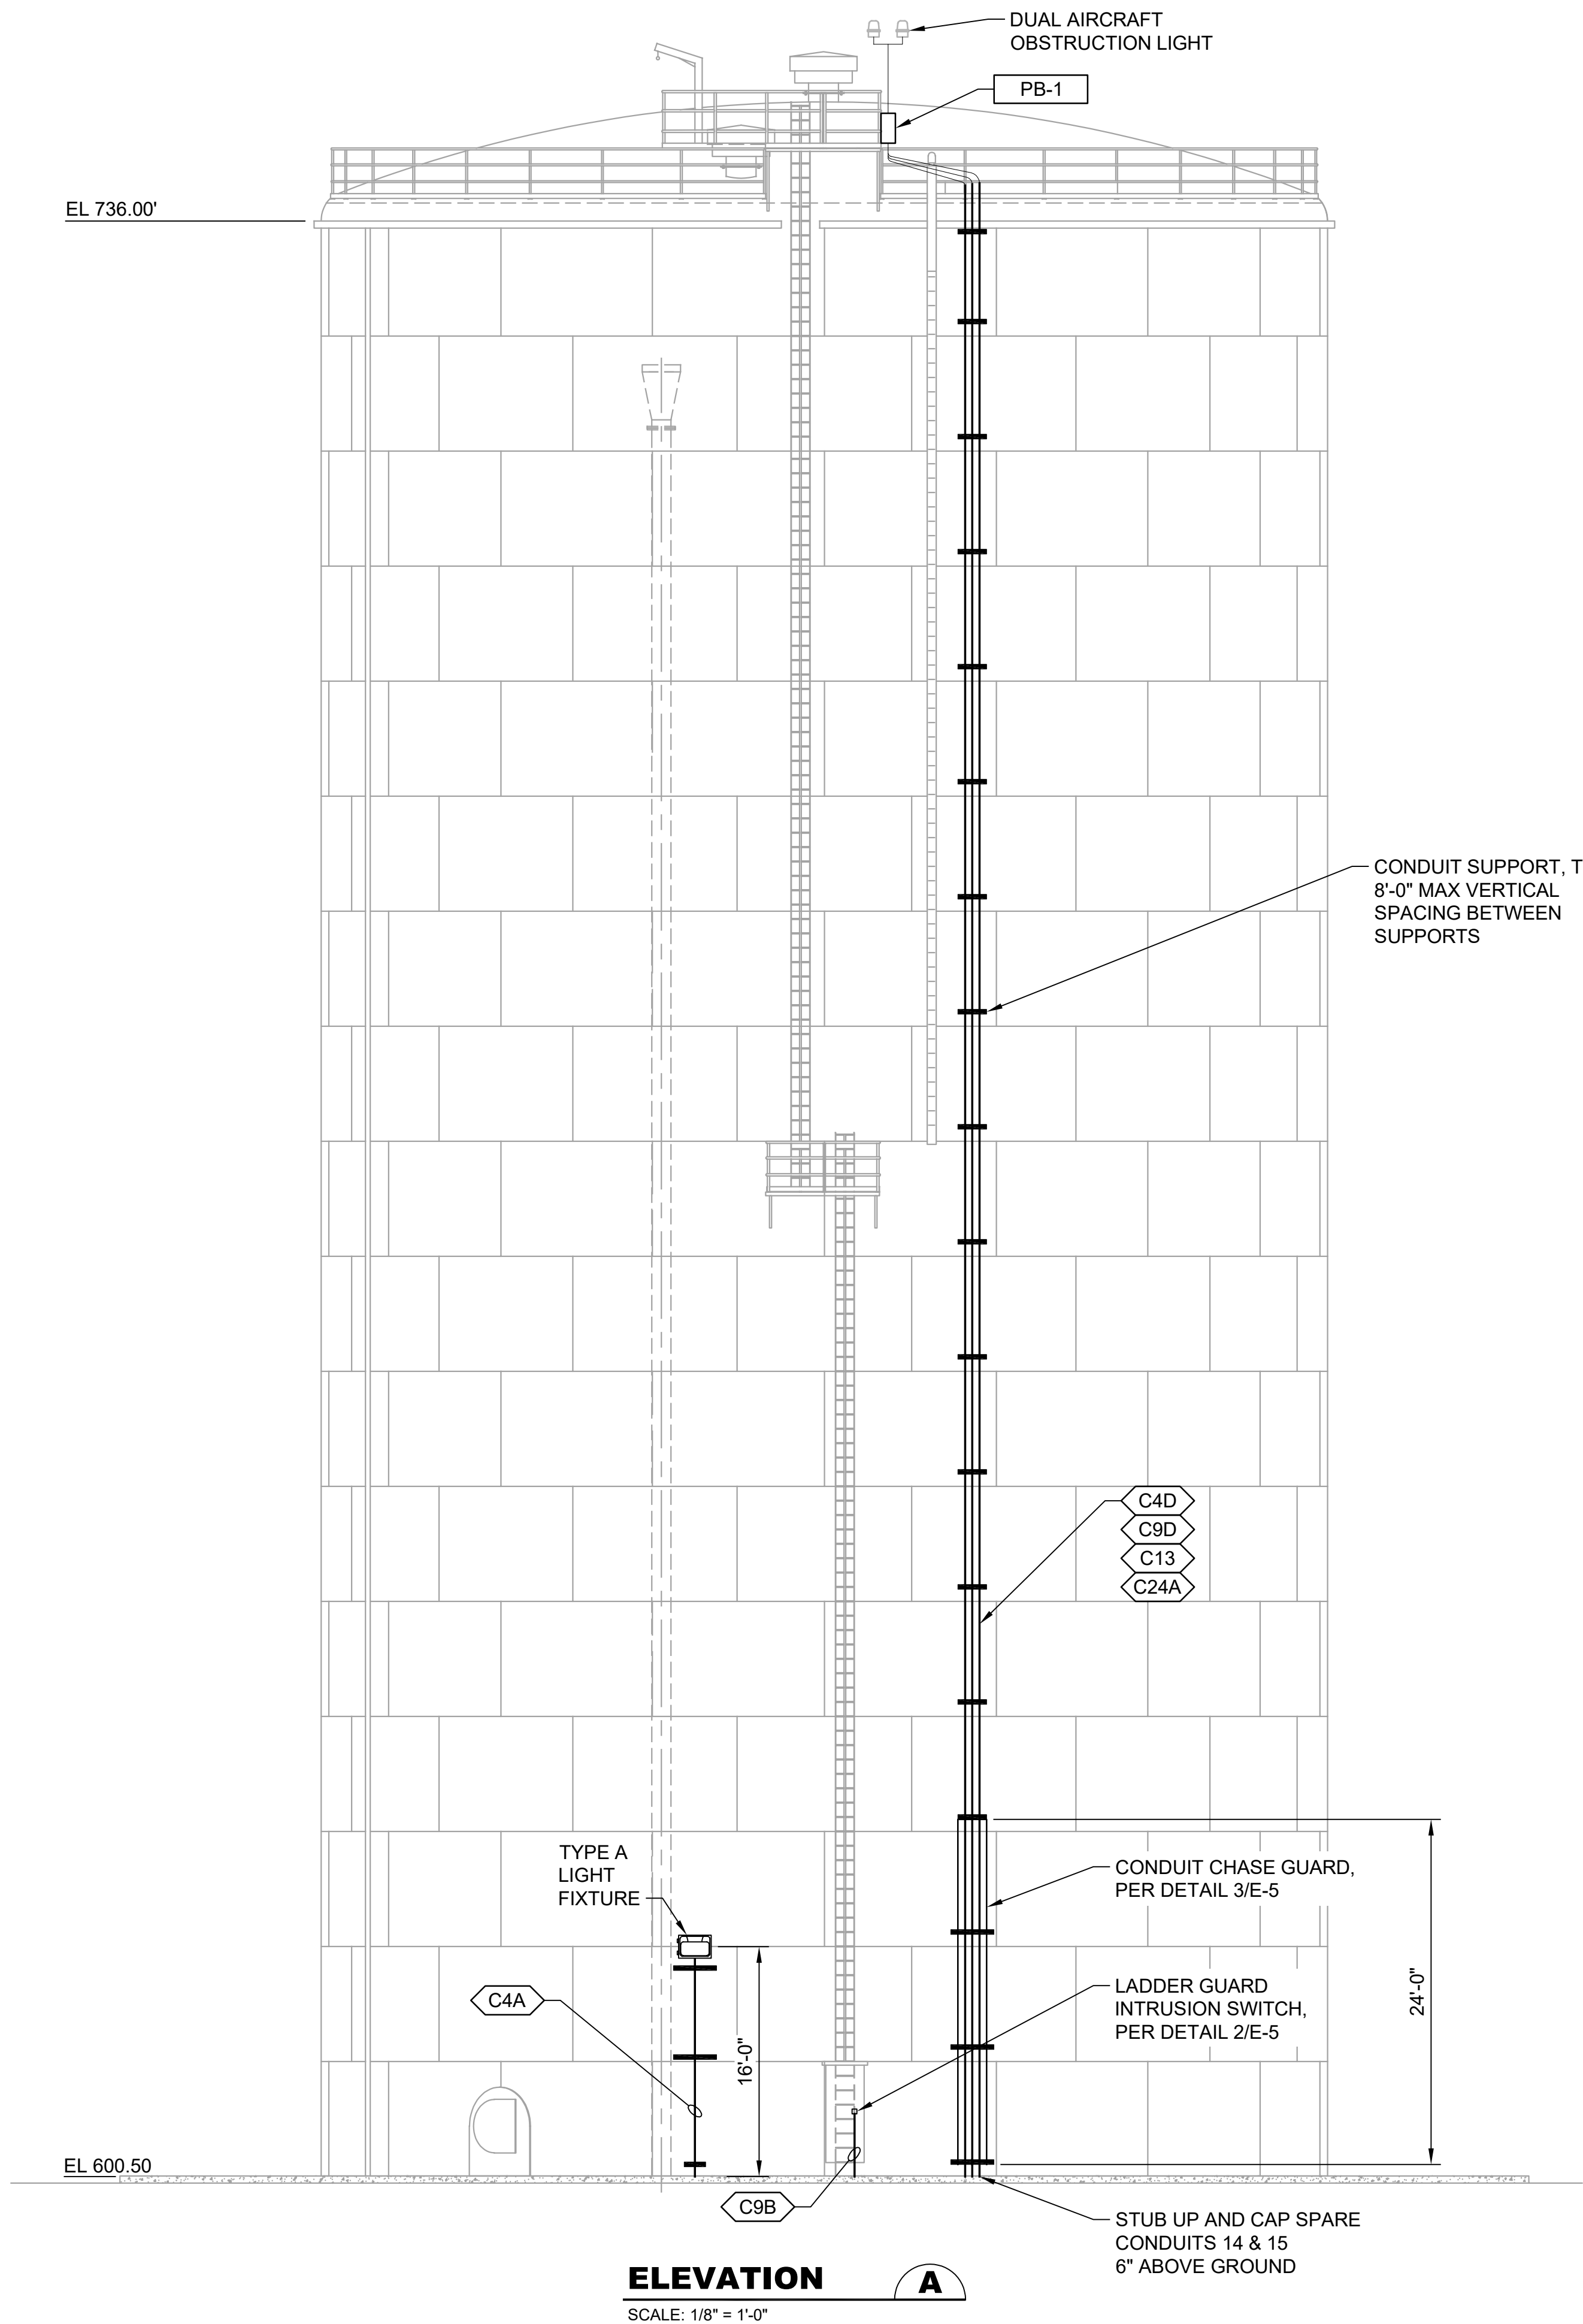 DUAL AIRCRAFT
OBSTRUCTION LIGHT
PB-1
EL 736.00'
CONDUIT SUPPORT, T
8'-0" MAX VERTICAL
SPACING BETWEEN
SUPPORTS
C4D
C9D
C13
C24A
TYPE A
LIGHT
FIXTURE
CONDUIT CHASE GUARD,
PER DETAIL 3/E-5
C4A
16'-0"
LADDER GUARD
INTRUSION SWITCH,
PER DETAIL 2/E-5
24'-0"
EL 600.50
C9B
STUB UP AND CAP SPARE
CONDUITS 14 & 15
6" ABOVE GROUND
ELEVATION A
SCALE: 1/8" = 1'-0"